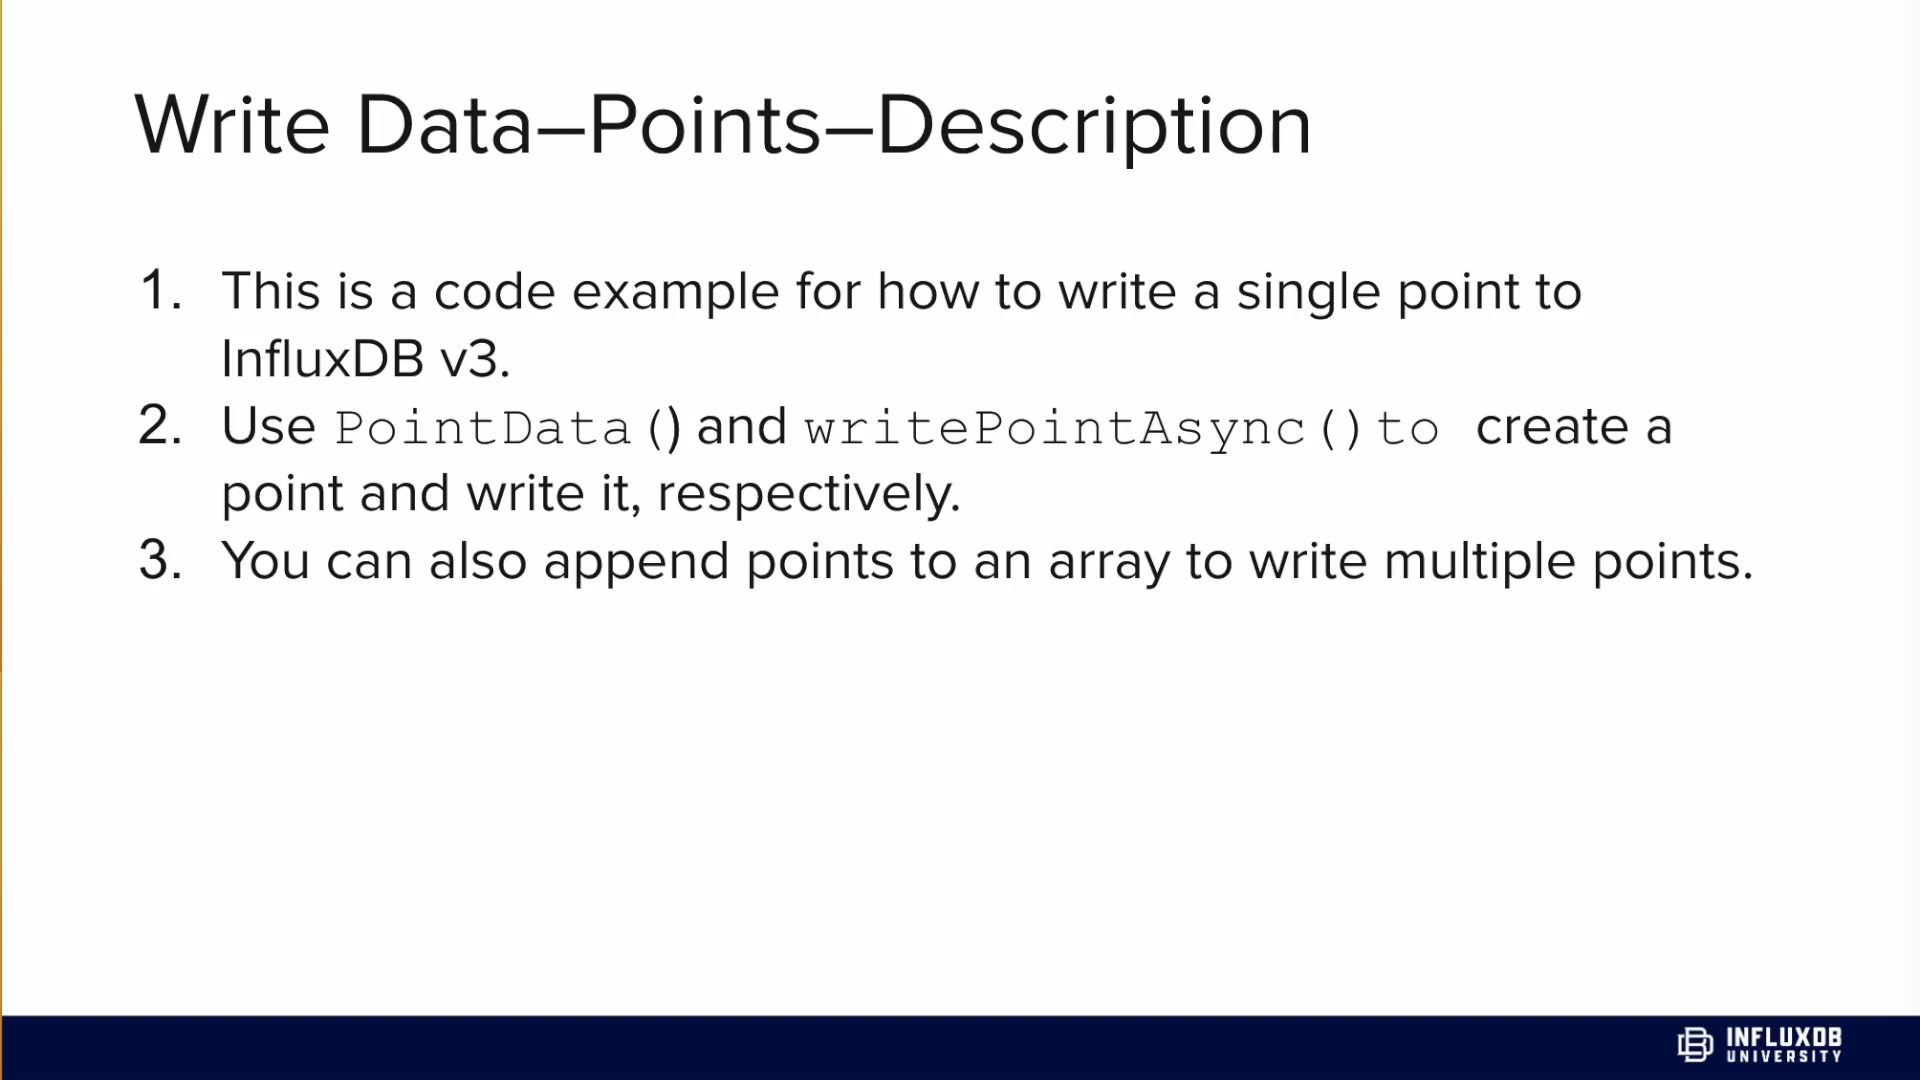 Write Data–Points–Description
1. This is a code example for how to write a single point to
InfluxDB v3.
2. Use PointData() and writePointAsync()to create a
point and write it, respectively.
3. You can also append points to an array to write multiple points.
INFLUXDB
UNIVERSITY